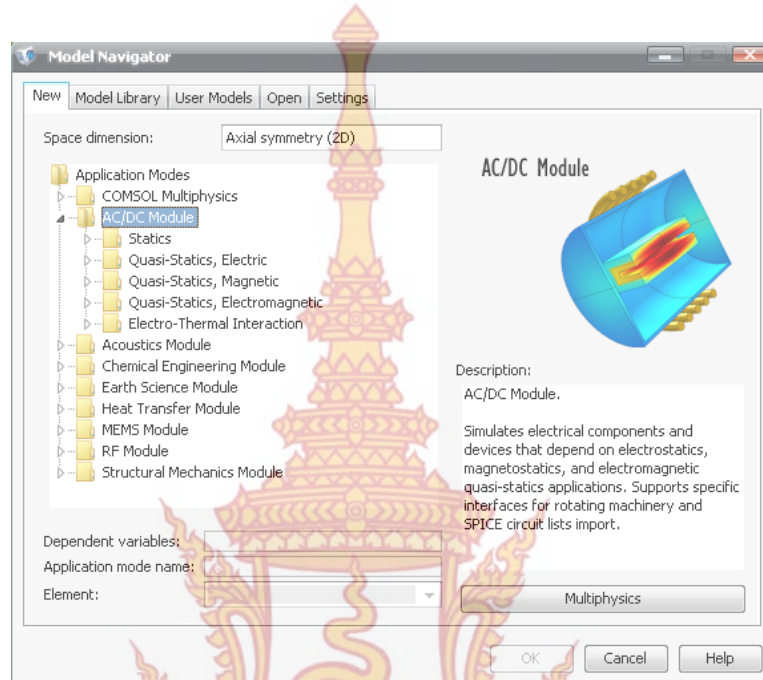 Model Navigator
New Model Library User Models Open Settings
Space dimension: Axial symmetry (2D)
Application Modes
COMSOL Multiphysics
AC/DC Module
Statics
Quasi-Statics, Electric
Quasi-Statics, Magnetic
Quasi-Statics, Electromagnetic
Electro-Thermal Interaction
Acoustics Module
Chemical Engineering Module
Earth Science Module
Heat Transfer Module
MEMS Module
RF Module
Structural Mechanics Module
Dependent variables:
Application mode name:
Element:
AC/DC Module
Description:
AC/DC Module.
Simulates electrical components and
devices that depend on electrostatics,
magnetostatics, and electromagnetic
quasi-statics applications. Supports specific
interfaces for rotating machinery and
SPICE circuit lists import.
Multiphysics
OK Cancel Help